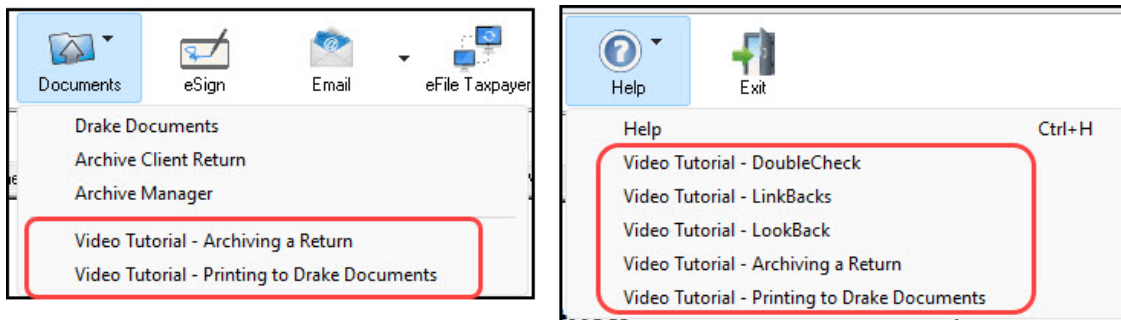 Documents
eSign
Email
eFile Taxpayer
Drake Documents
Archive Client Return
Archive Manager
Video Tutorial - Archiving a Return
Video Tutorial - Printing to Drake Documents
Help
Exit
Help Ctrl+H
Video Tutorial - DoubleCheck
Video Tutorial - LinkBacks
Video Tutorial - LookBack
Video Tutorial - Archiving a Return
Video Tutorial - Printing to Drake Documents